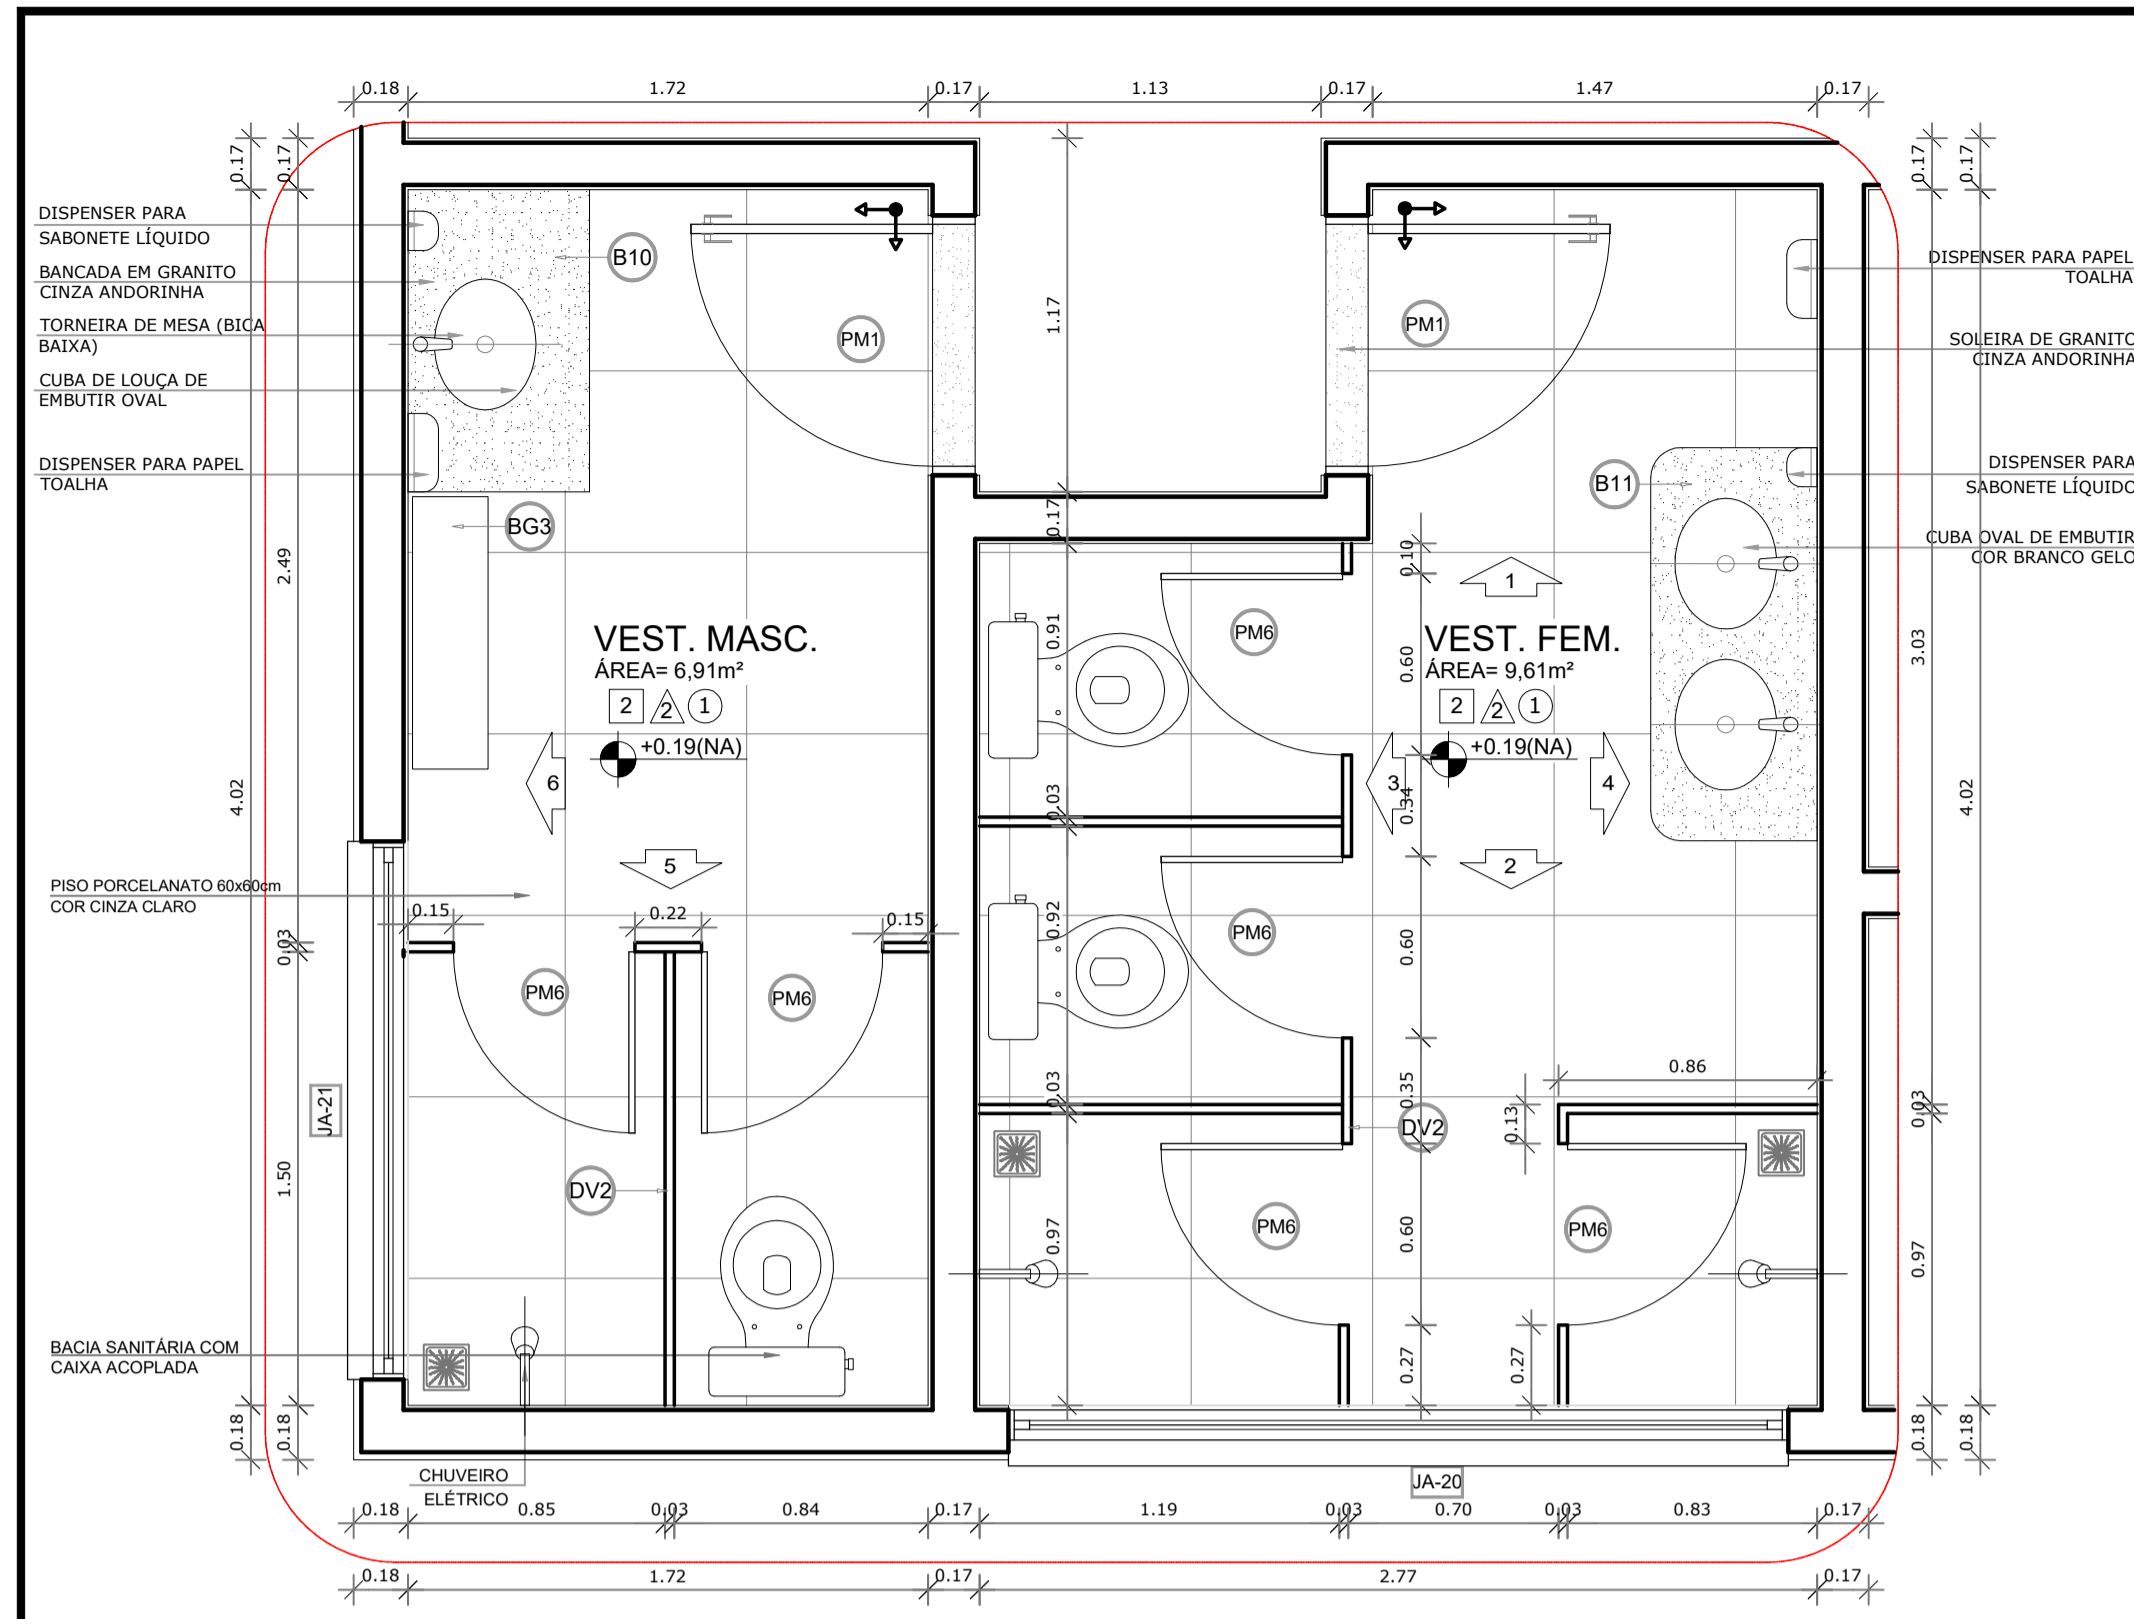 0.18
1.72
0.17
1.13
0.17
1.47
0.17
0.17
0.17
0.17
0.17
DISPENSER PARA
SABONETE LÍQUIDO
BANCADA EM GRANITO
CINZA ANDORINHA
TORNEIRA DE MESA (BICA
BAIXA)
CUBA DE LOUÇA DE
EMBUTIR OVAL
DISPENSER PARA PAPEL
TOALHA
B10
PM1
1.17
PM1
DISPENSER PARA PAPEL
TOALHA
SOLEIRA DE GRANITO
CINZA ANDORINHA
DISPENSER PARA
SABONETE LÍQUIDO
CUBA OVAL DE EMBUTIR
COR BRANCO GELO
B11
BG3
2.49
4.02
0.17
0.10
1
0.91
PM6
0.60
3.03
4.02
VEST. MASC.
ÁREA= 6,91m²
2 2 1
+0.19(NA)
VEST. FEM.
ÁREA= 9,61m²
2 2 1
+0.19(NA)
6
5
3
4
2
0.03
0.34
PISO PORCELANATO 60x60cm
COR CINZA CLARO
0.15
0.22
0.15
0.03
0.92
PM6
0.60
PM6
PM6
JA-21
0.03
0.35
0.86
0.13
DV2
0.03
1.50
DV2
0.97
PM6
0.60
PM6
0.97
BACIA SANITÁRIA COM
CAIXA ACOPLADA
0.27
0.27
0.18
0.18
0.18
0.18
CHUVEIRO
ELÉTRICO
JA-20
0.18
0.85
0.03
0.84
0.17
1.19
0.03
0.70
0.03
0.83
0.17
0.18
1.72
0.17
2.77
0.17